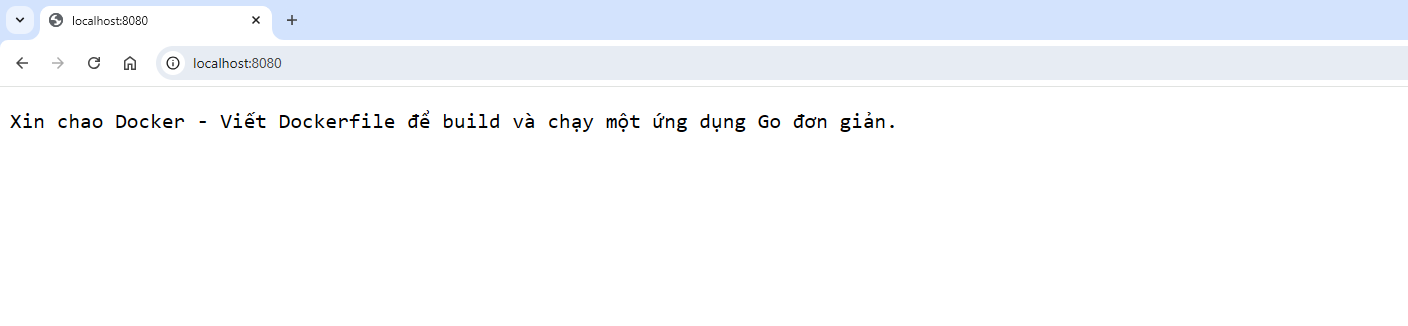 localhost:8080
localhost:8080
Xin chao Docker - Viết Dockerfile để build và chạy một ứng dụng Go đơn giản.